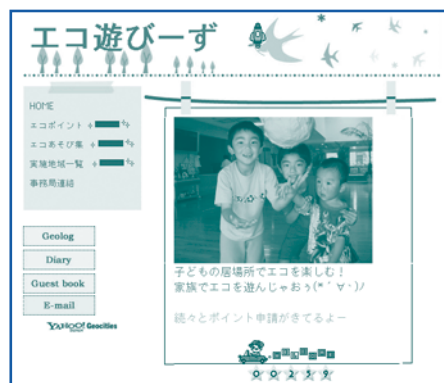 エコ遊びーず
HOME
エコポイント
エコあそび集
実施地域一覧
事務局連絡
Geolog
Diary
Guest book
E-mail
YAHOO! Geocities
子どもの居場所でエコを楽しむ！
家族でエコを遊んじゃおぅ(*´∀`)ﾉ
続々とポイント申請がきてるよー
00259